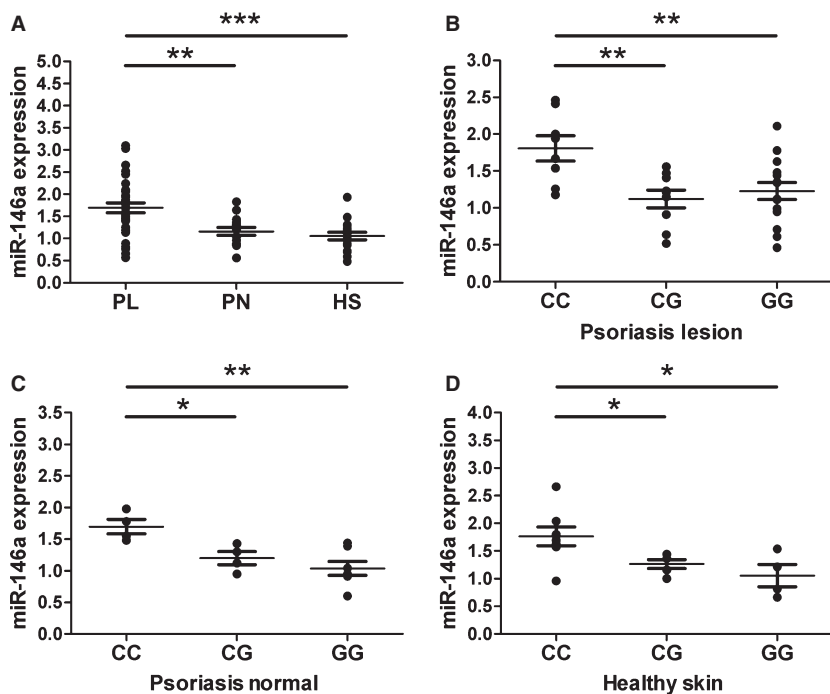 A
***
**
miR-146a expression
5.0
4.5
4.0
3.5
3.0
2.5
2.0
1.5
1.0
0.5
0.0
PL PN HS
B
**
**
miR-146a expression
3.0
2.5
2.0
1.5
1.0
0.5
0.0
CC CG GG
Psoriasis lesion
C
**
*
miR-146a expression
3.5
3.0
2.5
2.0
1.5
1.0
0.5
0.0
CC CG GG
Psoriasis normal
D
*
*
miR-146a expression
4.0
3.5
3.0
2.5
2.0
1.5
1.0
0.5
0.0
CC CG GG
Healthy skin